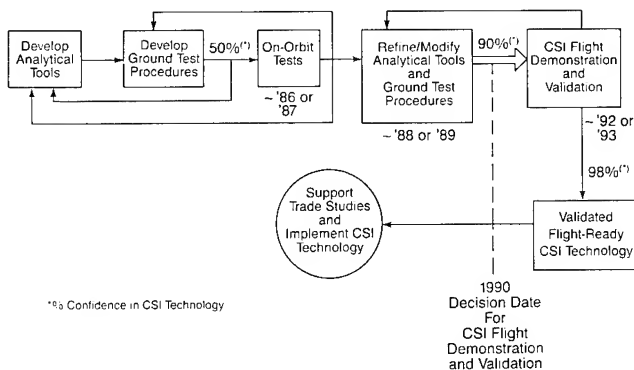 Develop
Analytical
Tools
Develop
Ground Test
Procedures
50%(*)
On-Orbit
Tests
~ '86 or
'87
Refine/Modify
Analytical Tools
and
Ground Test
Procedures
~ '88 or '89
90%(*)
CSI Flight
Demonstration
and
Validation
~ '92 or
'93
98%(*)
Support
Trade Studies
and
Implement CSI
Technology
Validated
Flight-Ready
CSI Technology
*% Confidence in CSI Technology
1990
Decision Date
For
CSI Flight
Demonstration
and Validation